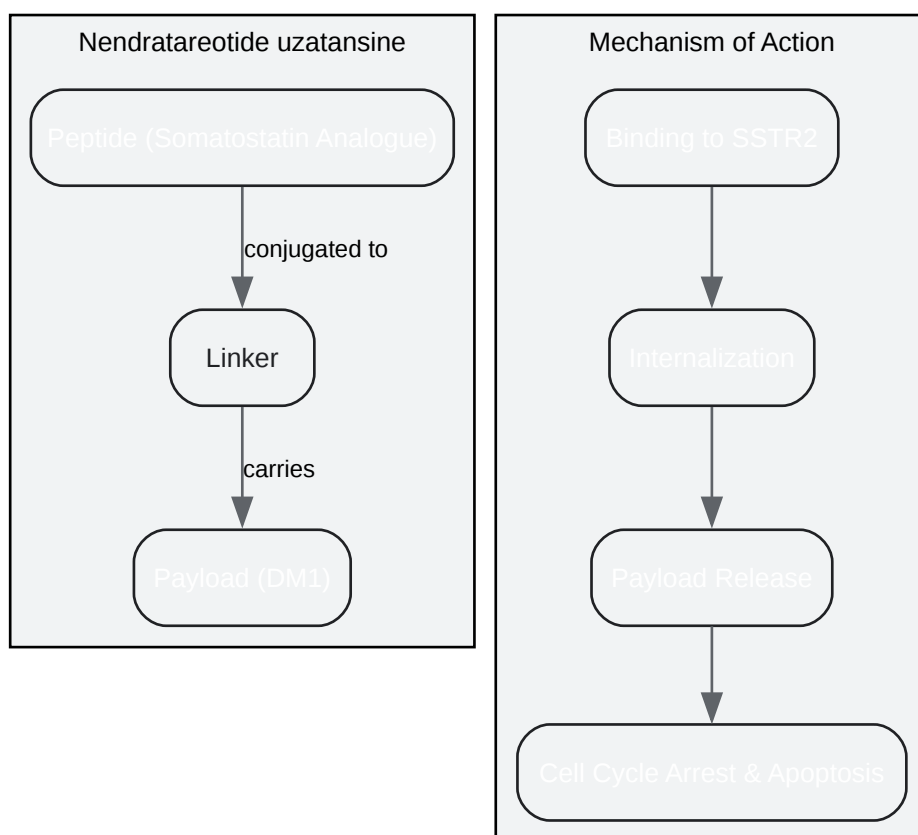 Nendratareotide uzatansine
Peptide (Somatostatin Analogue)
conjugated to
Linker
carries
Payload (DM1)
Mechanism of Action
Binding to SSTR2
Internalization
Payload Release
Cell Cycle Arrest & Apoptosis